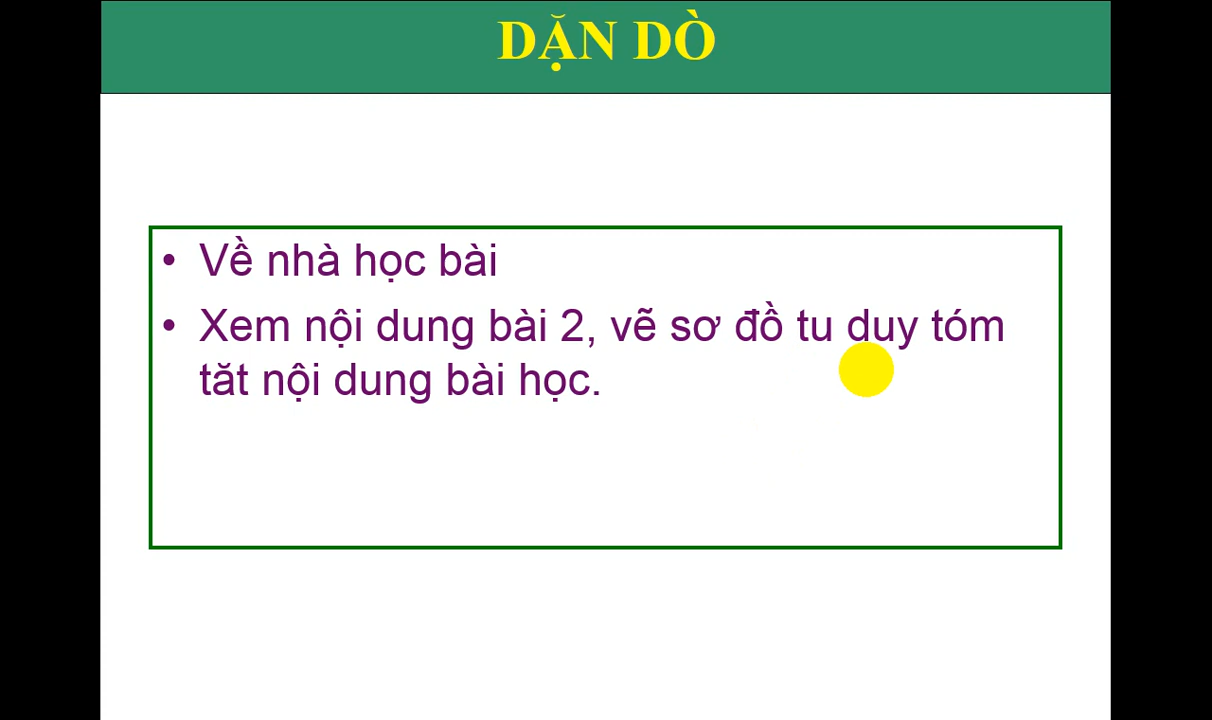 DẶN DÒ
• Về nhà học bài
• Xem nội dung bài 2, vẽ sơ đồ tu duy tóm
tăt nội dung bài học.